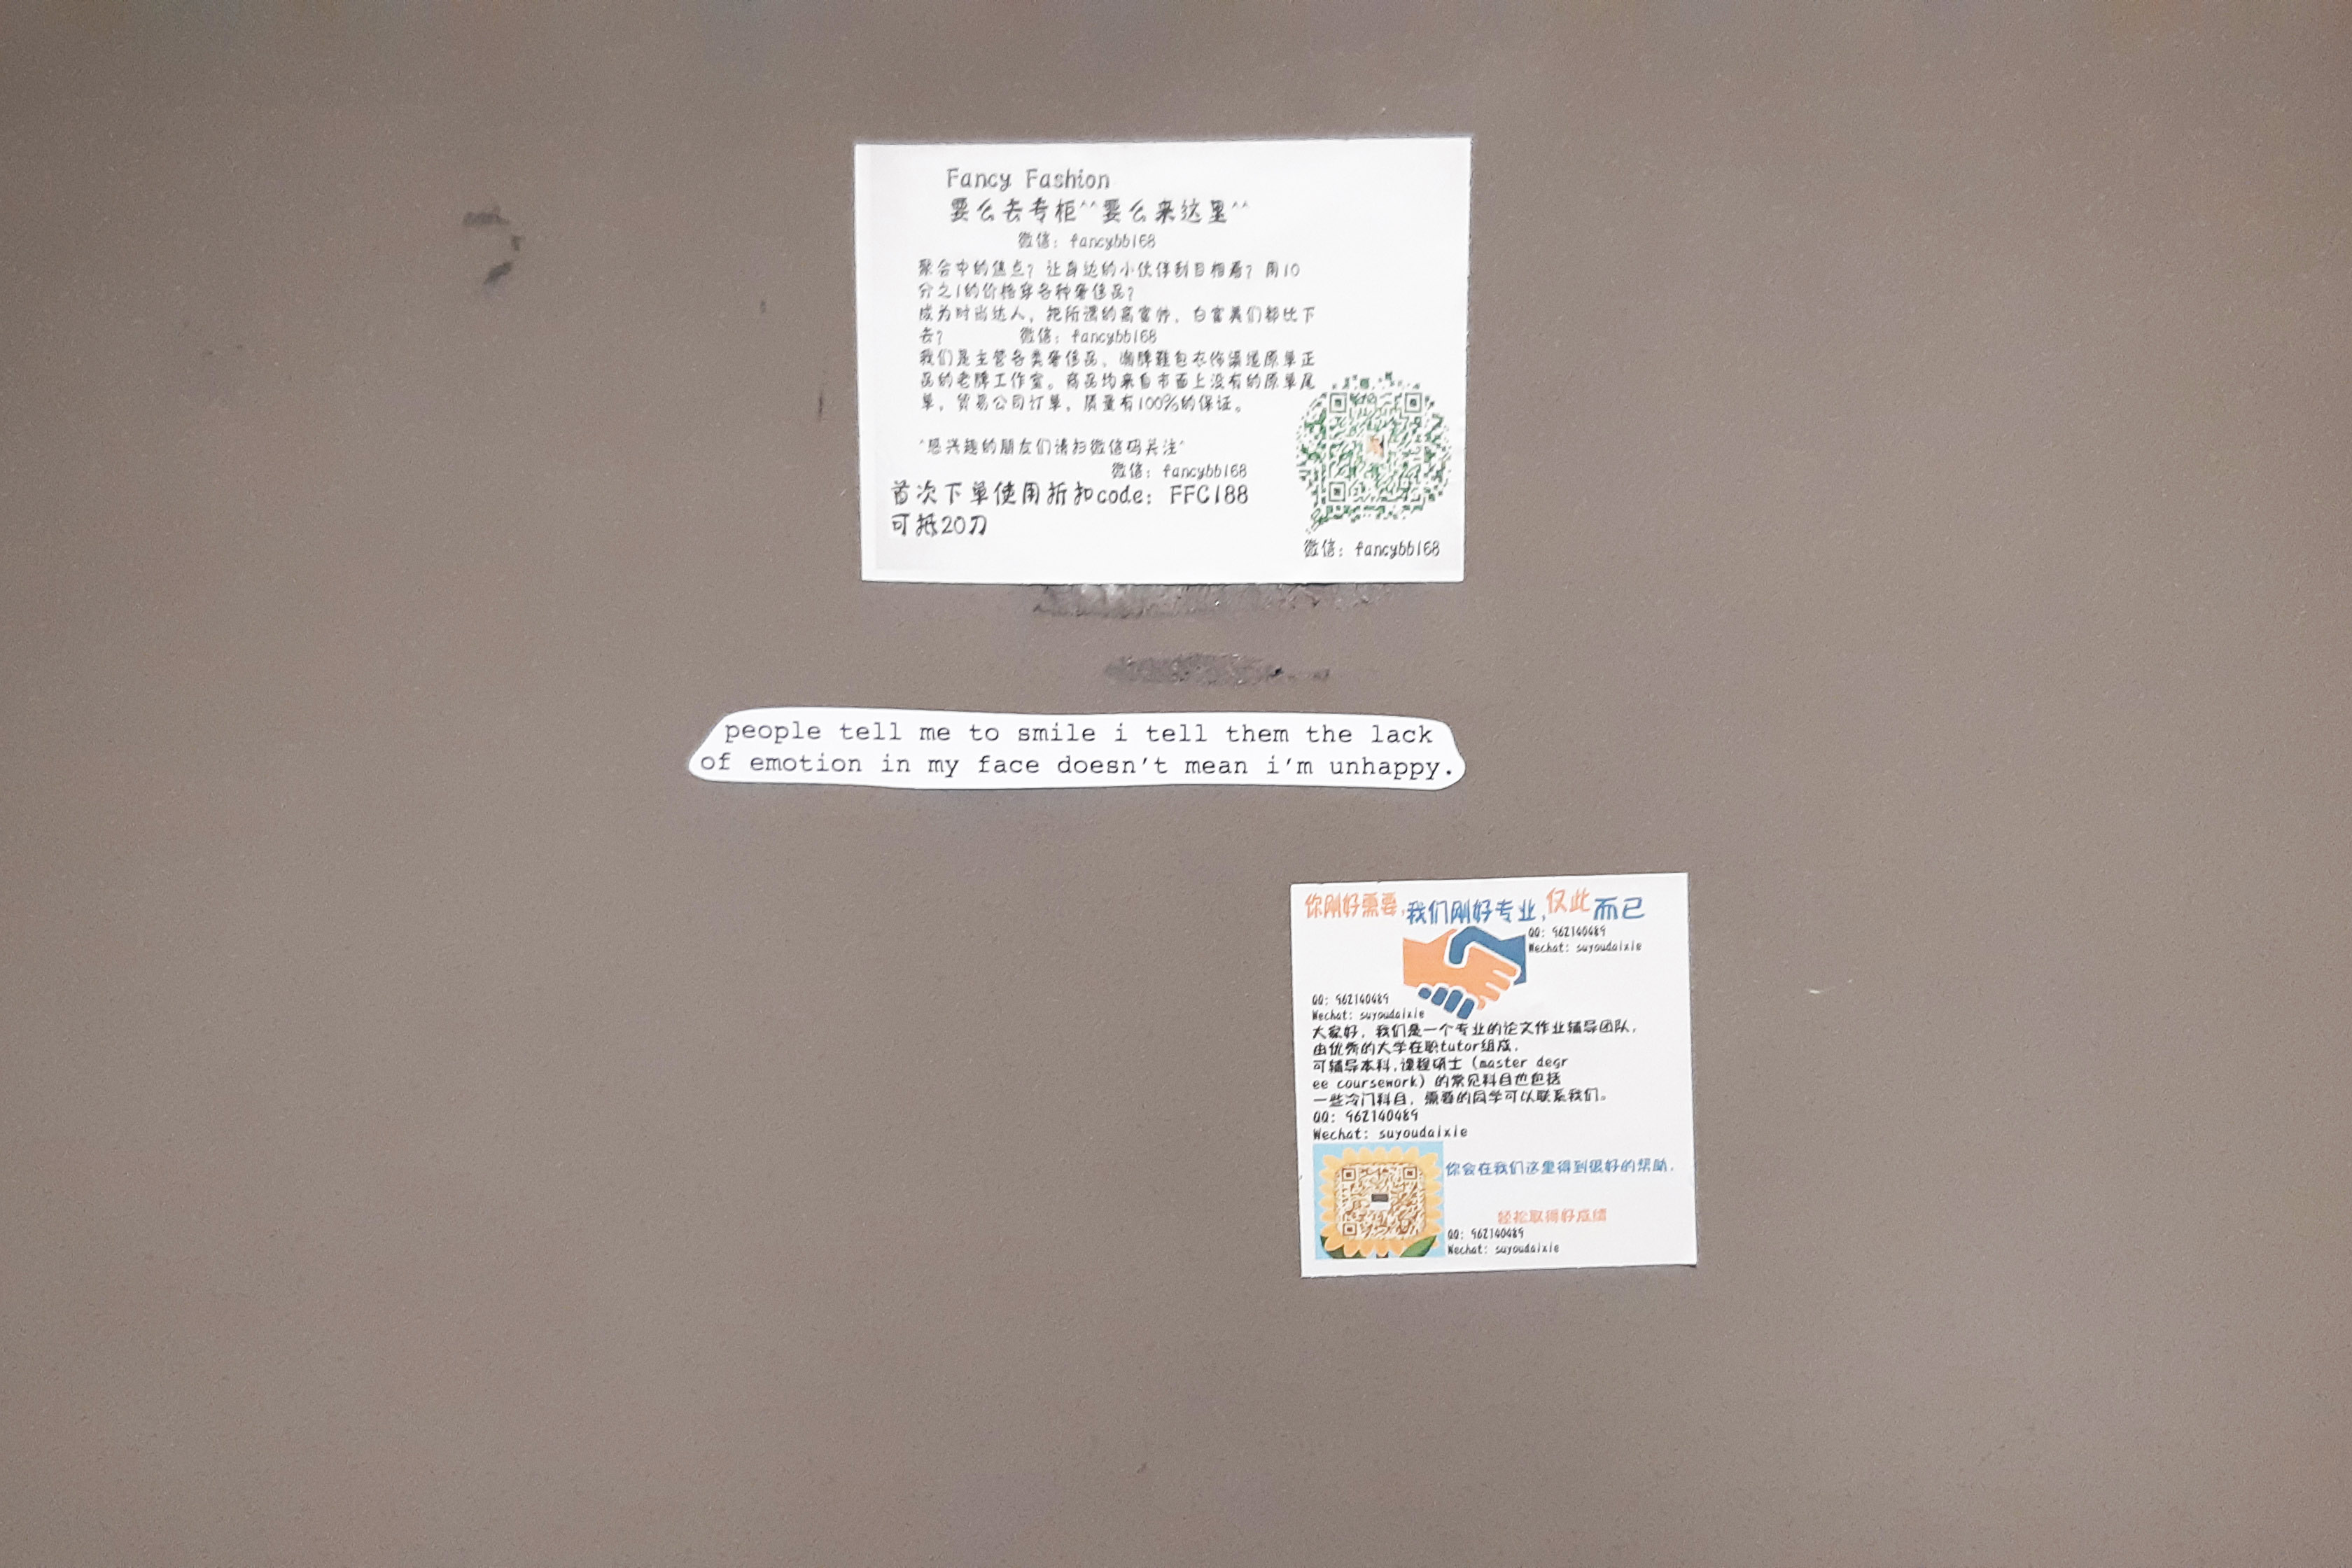 Fancy Fashion
要么去专柜^^要么来这里^^
微信: fancybb168
聚会中的焦点? 让身边的小伙伴刮目相看? 用10
分之1的价格穿各种奢侈品?
成为时尚达人, 把所谓的高富帅, 白富美们都比下
去? 微信: fancybb168
我们是主营各类奢侈品、潮牌鞋包衣饰渠道原单正
品的老牌工作室。商品均来自市面上没有的原单尾
单, 贸易公司订单, 质量有100%的保证。
^感兴趣的朋友们请扫微信码关注^
微信: fancybb168
首次下单使用折扣code: FFC188
可抵20刀
微信: fancybb168
people tell me to smile i tell them the lack
of emotion in my face doesn't mean i'm unhappy.
你刚好需要,我们刚好专业,仅此而已
QQ: 962140489
Wechat: suyoudaixie
QQ: 962140489
Wechat: suyoudaixie
大家好, 我们是一个专业的论文作业辅导团队,
由优秀的大学在职tutor组成,
可辅导本科,课程硕士 (master degr
ee coursework) 的常见科目也包括
一些冷门科目, 需要的同学可以联系我们。
QQ: 962140489
Wechat: suyoudaixie
你会在我们这里得到很好的帮助,
轻松取得好成绩
QQ: 962140489
Wechat: suyoudaixie